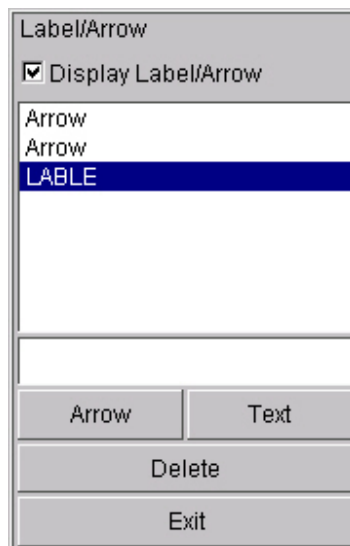 Label/Arrow
Display Label/Arrow
Arrow
Arrow
LABLE
Arrow Text
Delete
Exit